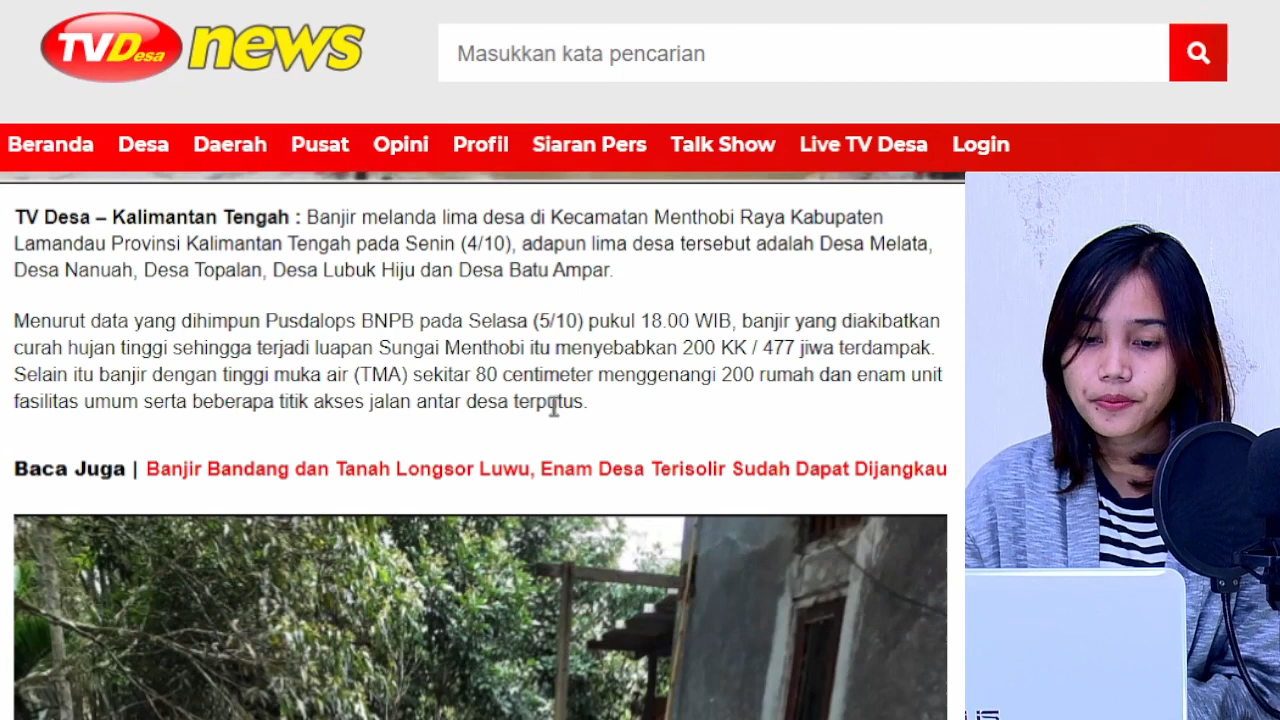 TVDesa news
Masukkan kata pencarian
Beranda Desa Daerah Pusat Opini Profil Siaran Pers Talk Show Live TV Desa Login
TV Desa – Kalimantan Tengah : Banjir melanda lima desa di Kecamatan Menthobi Raya Kabupaten
Lamandau Provinsi Kalimantan Tengah pada Senin (4/10), adapun lima desa tersebut adalah Desa Melata,
Desa Nanuah, Desa Topalan, Desa Lubuk Hiju dan Desa Batu Ampar.
Menurut data yang dihimpun Pusdalops BNPB pada Selasa (5/10) pukul 18.00 WIB, banjir yang diakibatkan
curah hujan tinggi sehingga terjadi luapan Sungai Menthobi itu menyebabkan 200 KK / 477 jiwa terdampak.
Selain itu banjir dengan tinggi muka air (TMA) sekitar 80 centimeter menggenangi 200 rumah dan enam unit
fasilitas umum serta beberapa titik akses jalan antar desa terputus.
Baca Juga | Banjir Bandang dan Tanah Longsor Luwu, Enam Desa Terisolir Sudah Dapat Dijangkau